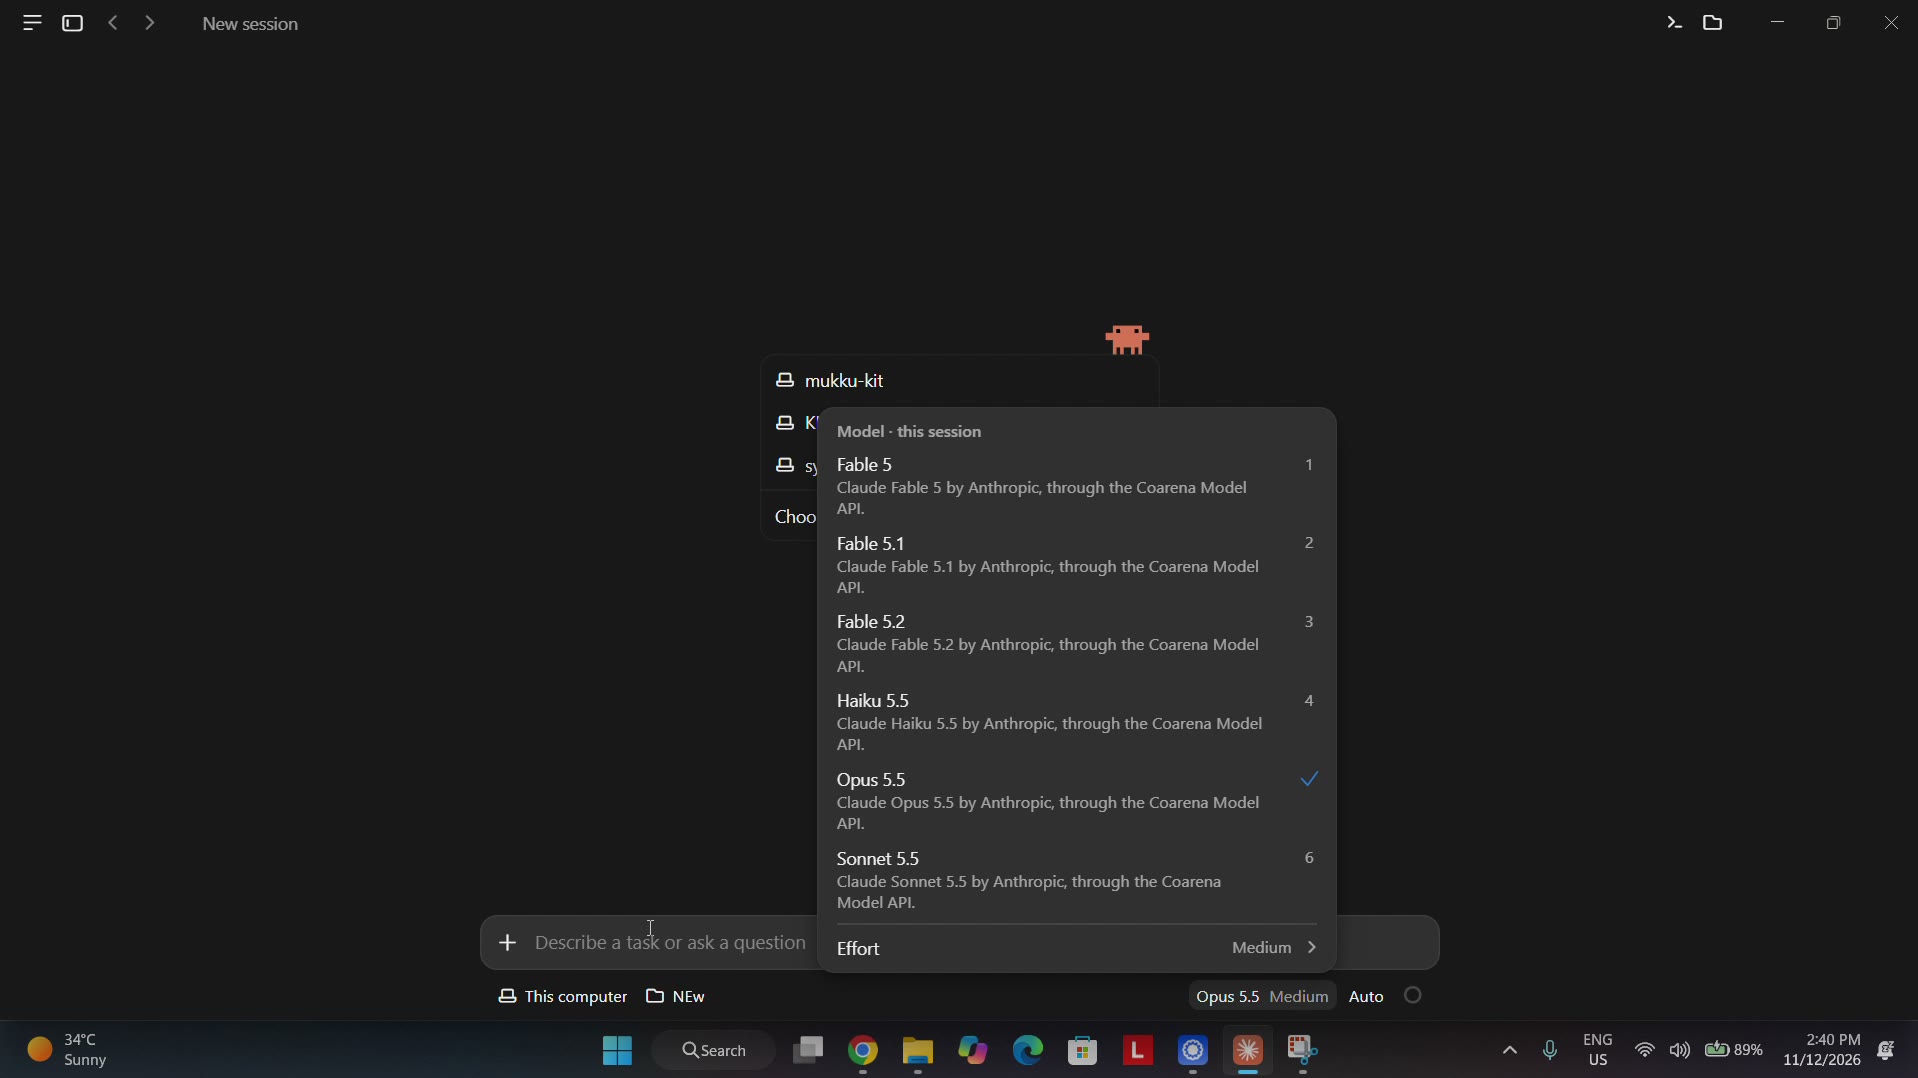 New session
mukku-kit
Model · this session
Fable 5 1
Claude Fable 5 by Anthropic, through the Coarena Model
API.
Fable 5.1 2
Claude Fable 5.1 by Anthropic, through the Coarena Model
API.
Fable 5.2 3
Claude Fable 5.2 by Anthropic, through the Coarena Model
API.
Haiku 5.5 4
Claude Haiku 5.5 by Anthropic, through the Coarena Model
API.
Opus 5.5
Claude Opus 5.5 by Anthropic, through the Coarena Model
API.
Sonnet 5.5 6
Claude Sonnet 5.5 by Anthropic, through the Coarena
Model API.
Effort Medium
Choo
Describe a task or ask a question
This computer NEw Opus 5.5 Medium Auto
34°C
Sunny
Search
L
ENG
US
89%
2:40 PM
11/12/2026